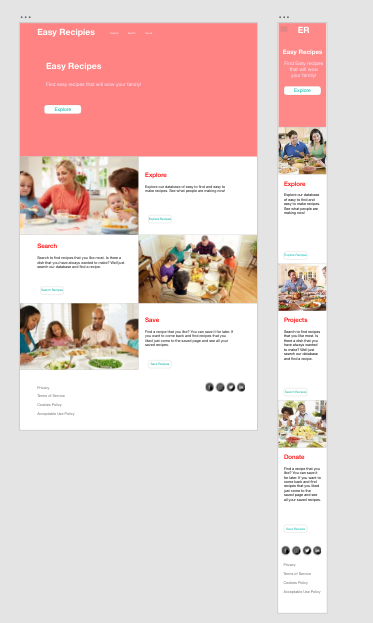 Easy Recipies
Easy Recipes
Find easy recipes that will wow your family!
Explore
Explore
Explore our database of easy to find and easy to
make recipes. See what people are
making now!
Explore Recipes
Search
Search to find recipes that you like most. Is there a
dish that you have always wanted to make? Well just
search our database and find a recipe.
Search Recipes
Save
Find a recipe that you like? You can save it for later. If
you want to come back and find recipes that you
liked just come to the saved page and see all your
saved recipes.
Save Recipes
Privacy
Terms of Service
Cookies Policy
Acceptable Use Policy
ER
Easy Recipes
Find Easy recipes
that will wow
your family!
Explore
Explore
Explore our database
of easy to find and
easy to make recipes.
See what people are
making now!
Explore Recipes
Projects
Search to find recipes
that you like most. Is
there a dish that you
have always wanted
to make? Well just
search our database
and find a recipe.
Search Recipes
Donate
Find a recipe that you
like? You can save it
for later. If you want to
come back and find
recipes that you liked
just come to the
saved page and see
all your saved recipes.
Save Recipes
Privacy
Terms of Service
Cookies Policy
Acceptable Use Policy